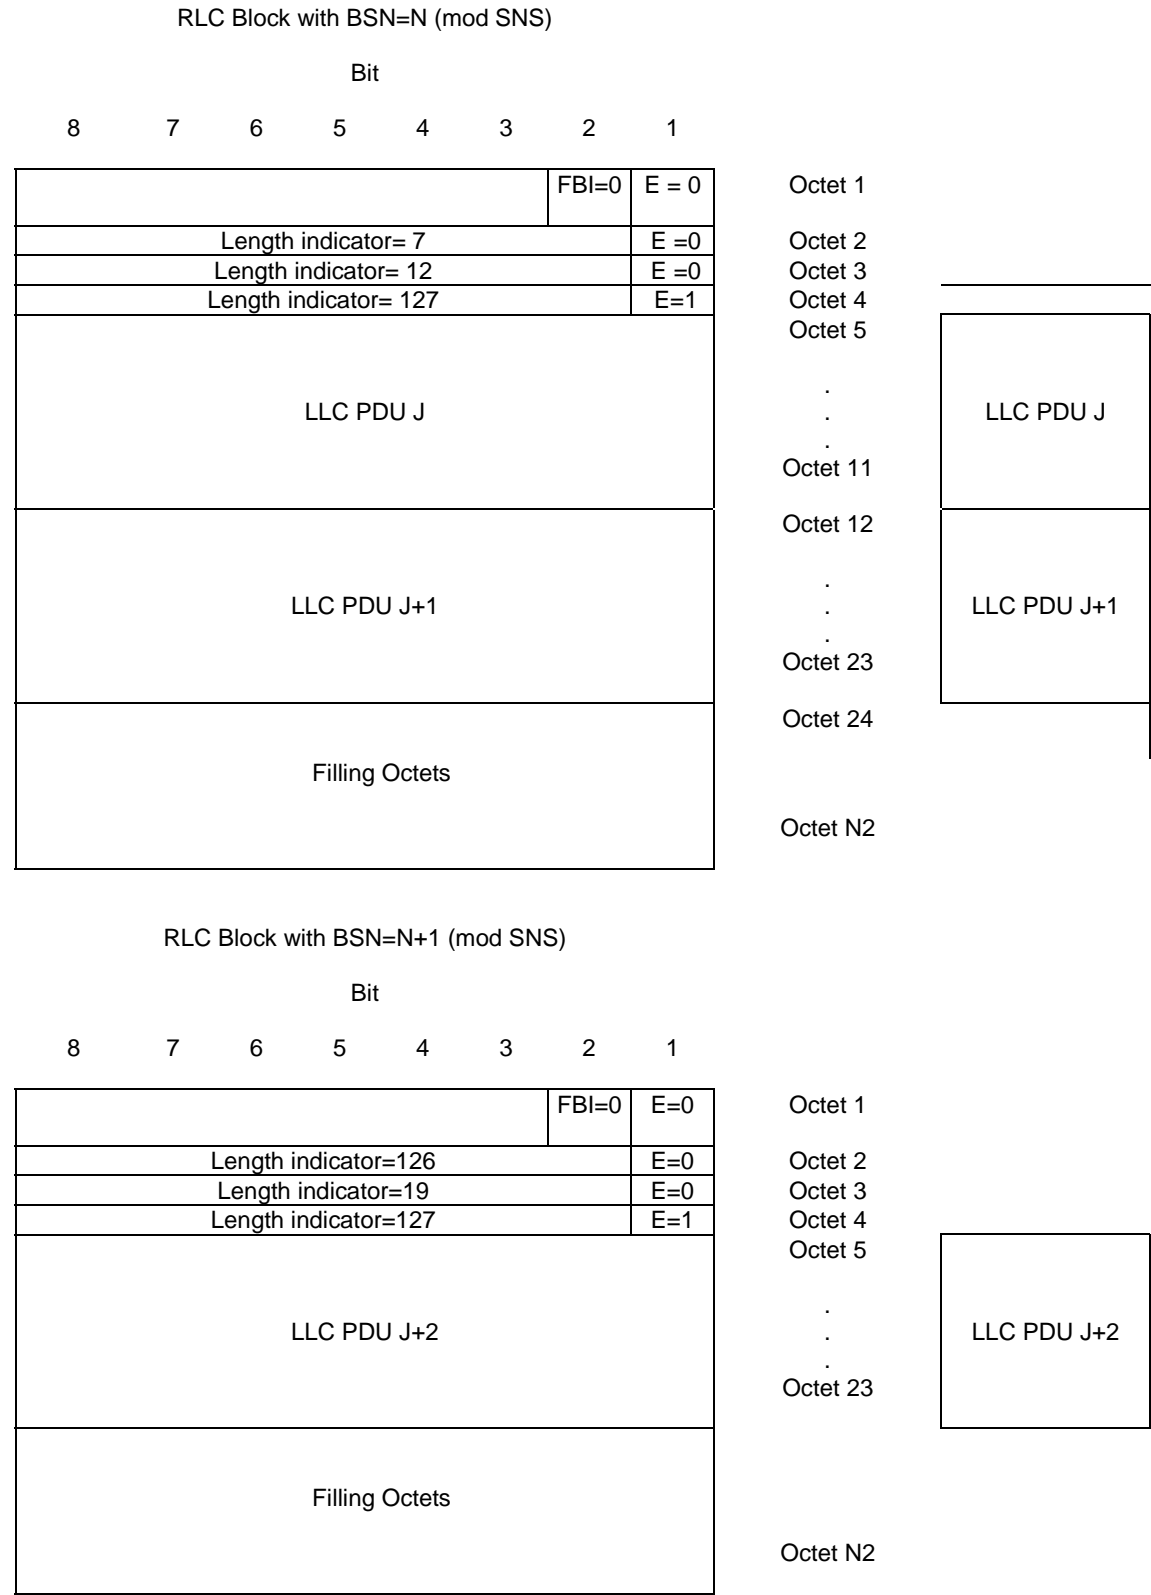 RLC Block with BSN=N (mod SNS)
Bit
8 7 6 5 4 3 2 1
FBI=0 E = 0 Octet 1
Length indicator= 7 E =0 Octet 2
Length indicator= 12 E =0 Octet 3
Length indicator= 127 E=1 Octet 4
Octet 5
.
LLC PDU J . LLC PDU J
.
Octet 11
Octet 12
.
LLC PDU J+1 . LLC PDU J+1
.
Octet 23
Octet 24
Filling Octets
Octet N2
RLC Block with BSN=N+1 (mod SNS)
Bit
8 7 6 5 4 3 2 1
FBI=0 E=0 Octet 1
Length indicator=126 E=0 Octet 2
Length indicator=19 E=0 Octet 3
Length indicator=127 E=1 Octet 4
Octet 5
.
LLC PDU J+2 . LLC PDU J+2
.
Octet 23
Filling Octets
Octet N2